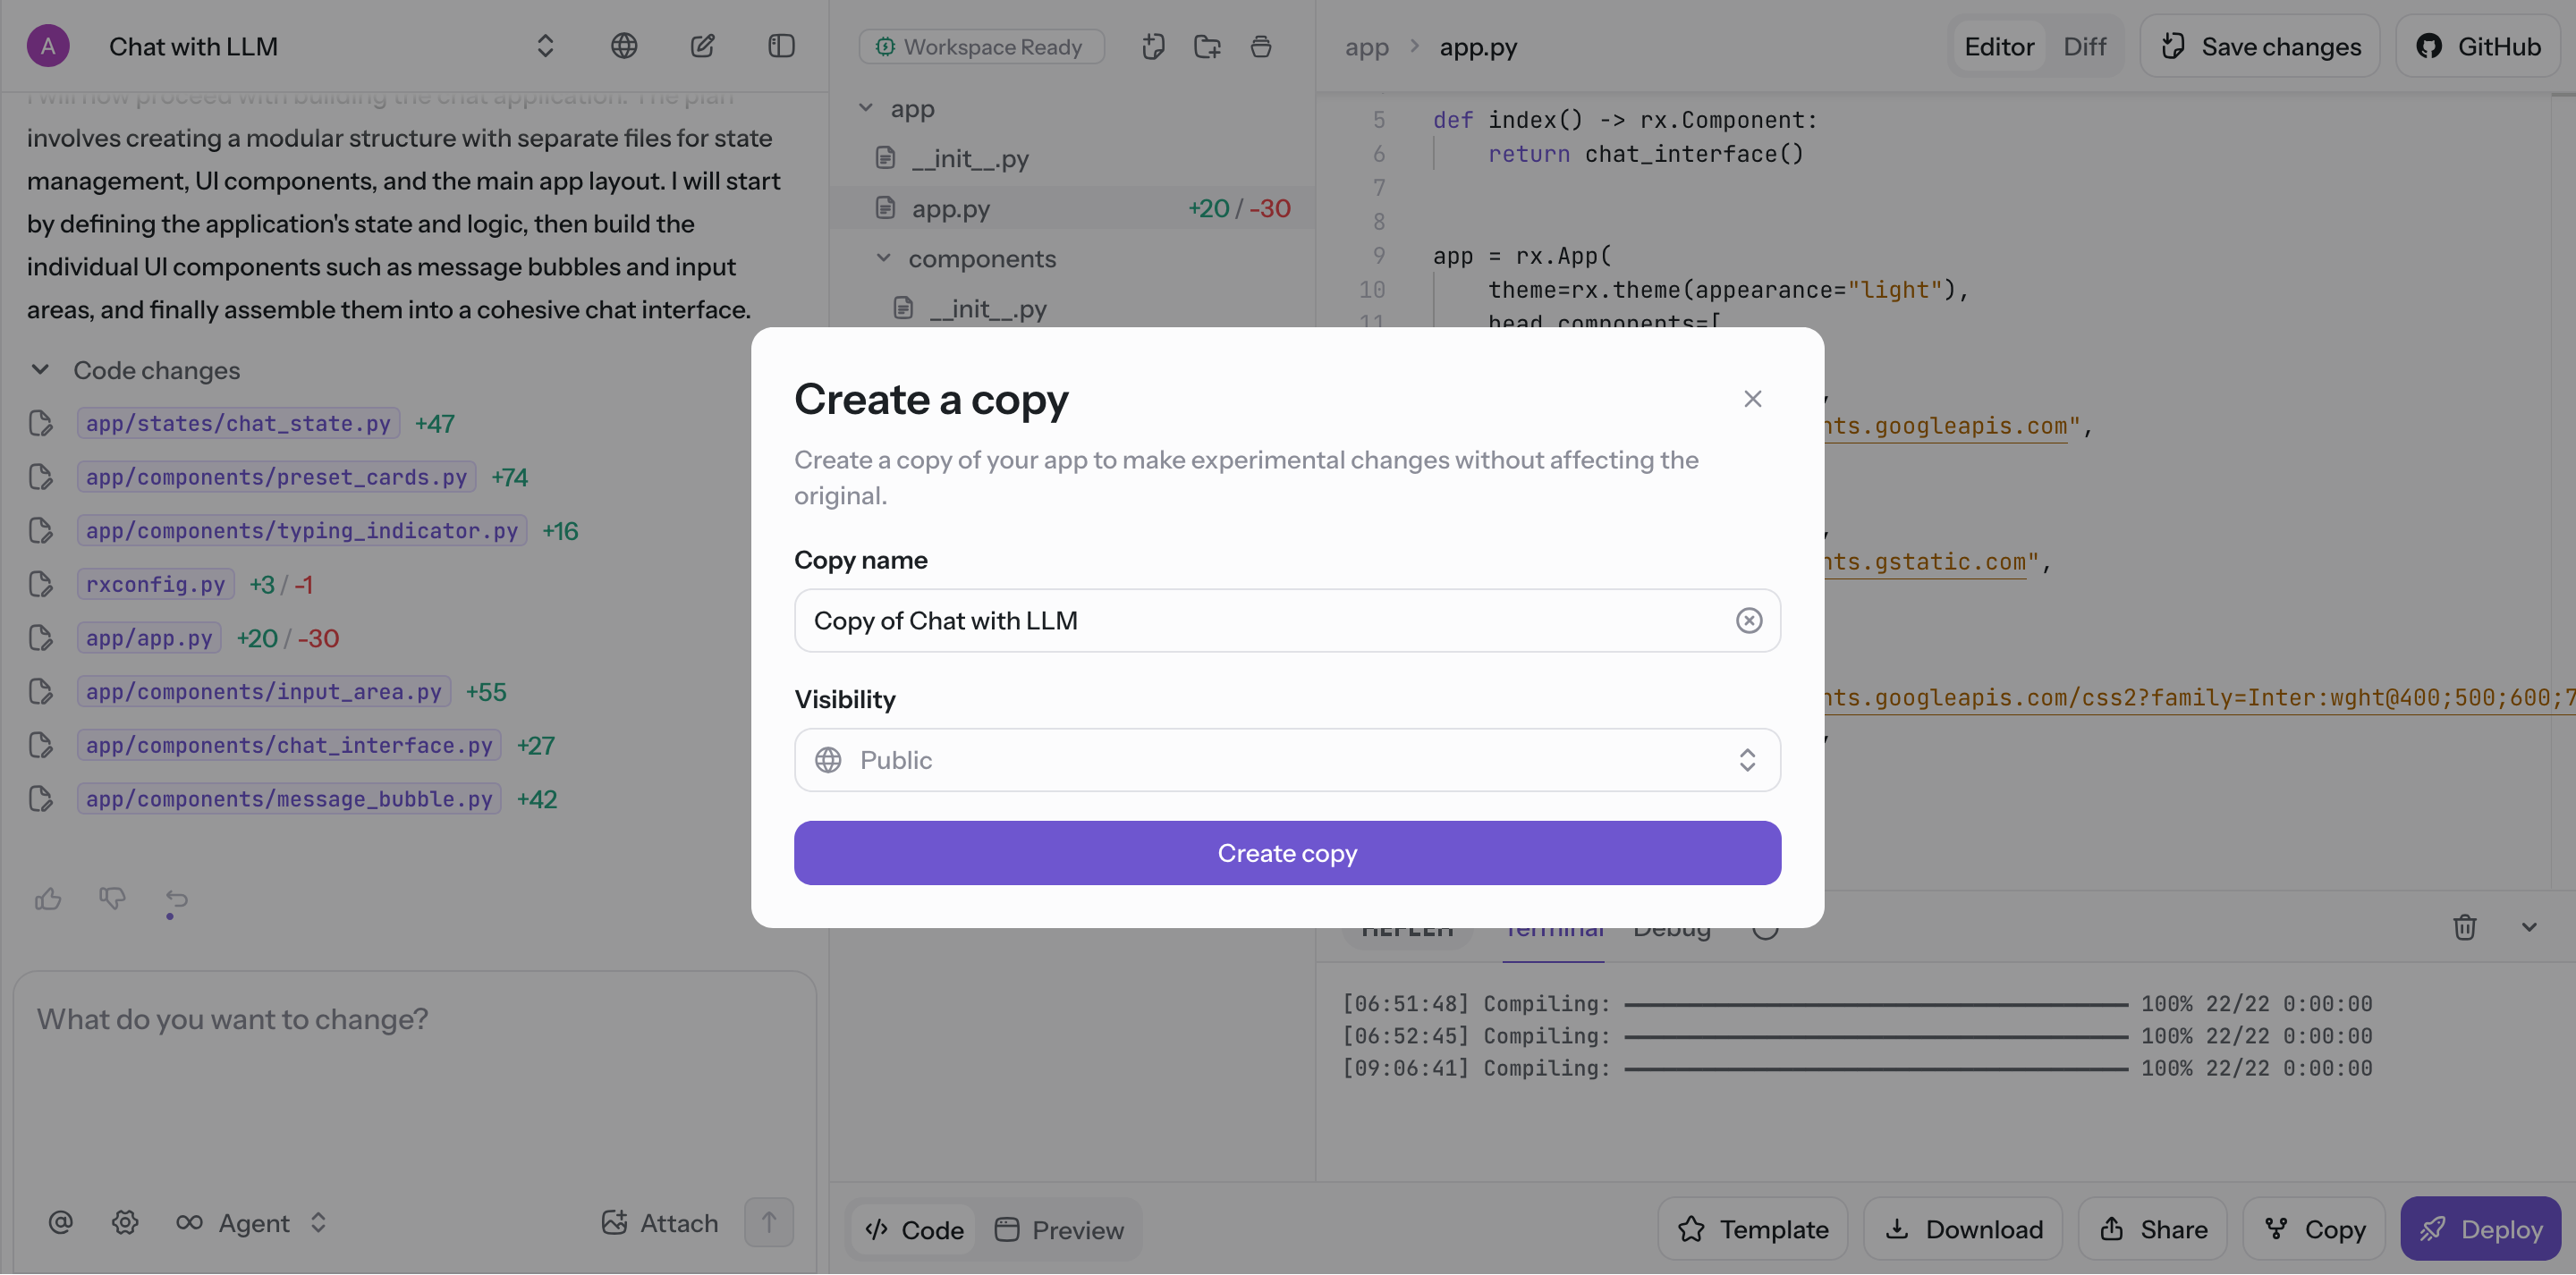 A
Chat with LLM
I will now proceed with building the chat application. The plan
involves creating a modular structure with separate files for state
management, UI components, and the main app layout. I will start
by defining the application's state and logic, then build the
individual UI components such as message bubbles and input
areas, and finally assemble them into a cohesive chat interface.
Code changes
app/states/chat_state.py +47
app/components/preset_cards.py +74
app/components/typing_indicator.py +16
rxconfig.py +3 / -1
app/app.py +20 / -30
app/components/input_area.py +55
app/components/chat_interface.py +27
app/components/message_bubble.py +42
What do you want to change?
Agent
Attach
Workspace Ready
app
__init__.py
app.py +20 / -30
components
__init__.py
app > app.py
Editor
Diff
Save changes
GitHub
5 def index() -> rx.Component:
6 return chat_interface()
7
8
9 app = rx.App(
10 theme=rx.theme(appearance="light"),
11 head_components=[
,
nts.googleapis.com",
,
nts.gstatic.com",
nts.googleapis.com/css2?family=Inter:wght@400;500;600;7
,
Create a copy
Create a copy of your app to make experimental changes without affecting the
original.
Copy name
Copy of Chat with LLM
Visibility
Public
Create copy
Terminal
Debug
[06:51:48] Compiling: 100% 22/22 0:00:00
[06:52:45] Compiling: 100% 22/22 0:00:00
[09:06:41] Compiling: 100% 22/22 0:00:00
Code
Preview
Template
Download
Share
Copy
Deploy